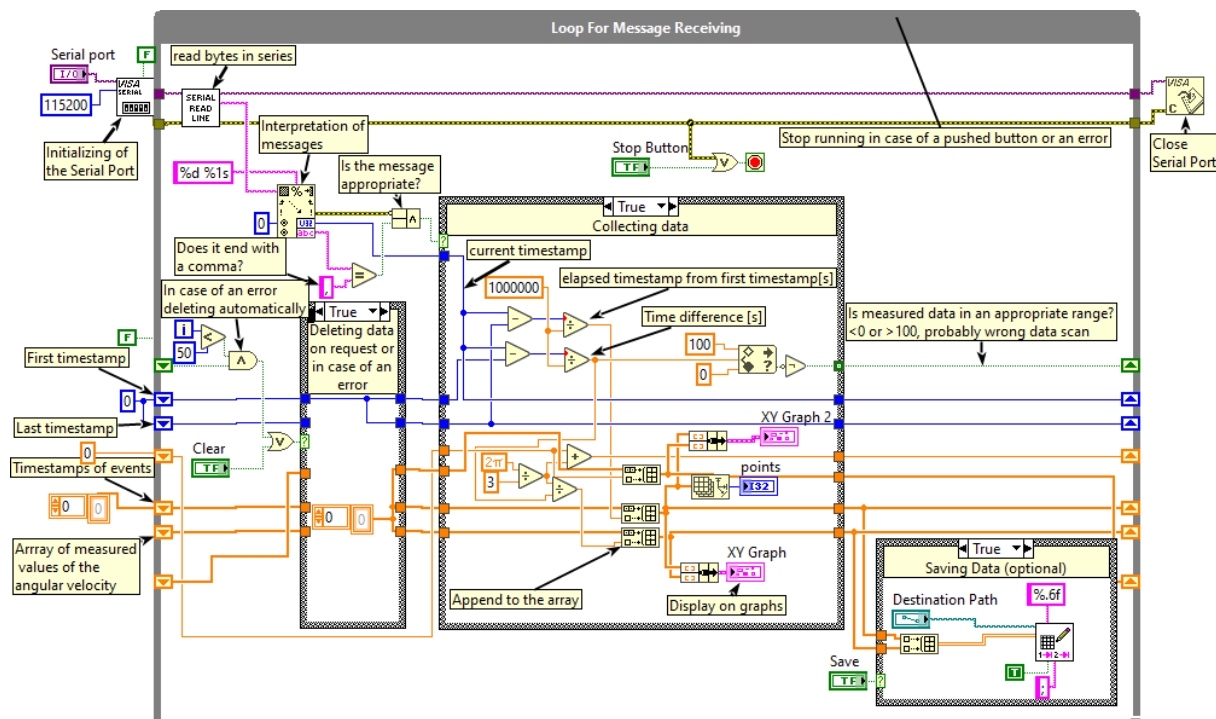 Loop For Message Receiving
Serial port
I/O
F
VISA
SERIAL
115200
Initializing of
the Serial Port
read bytes in series
SERIAL
READ
LINE
Interpretation of
messages
%d %1s
%
U32
abc
0
Is the message
appropriate?
Does it end with
a comma?
,
=
In case of an error
deleting automatically
Stop Button
TF
V
Stop running in case of a pushed button or an error
VISA
C
Close
Serial Port
True
Collecting data
current timestamp
1000000
elapsed timestamp from first timestamp[s]
Time difference [s]
100
0
?
Is measured data in an appropriate range?
<0 or >100, probably wrong data scan
F
i
50
<
∧
First timestamp
0
Last timestamp
0
Timestamps of events
0
0
Arrray of measured
values of the
angular velocity
Clear
TF
V
?
True
Deleting data
on request or
in case of an
error
0
0
2π
3
÷
÷
+
-
-
÷
÷
XY Graph 2
points
I32
XY Graph
Append to the array
Display on graphs
True
Saving Data (optional)
%.6f
Destination Path
T
;
Save
TF
?